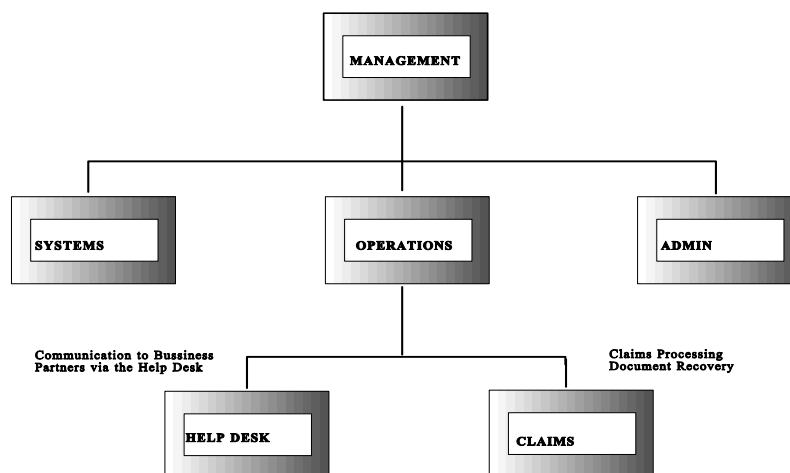 MANAGEMENT
SYSTEMS
OPERATIONS
ADMIN
Communication to Bussiness
Partners via the Help Desk
Claims Processing
Document Recovery
HELP DESK
CLAIMS